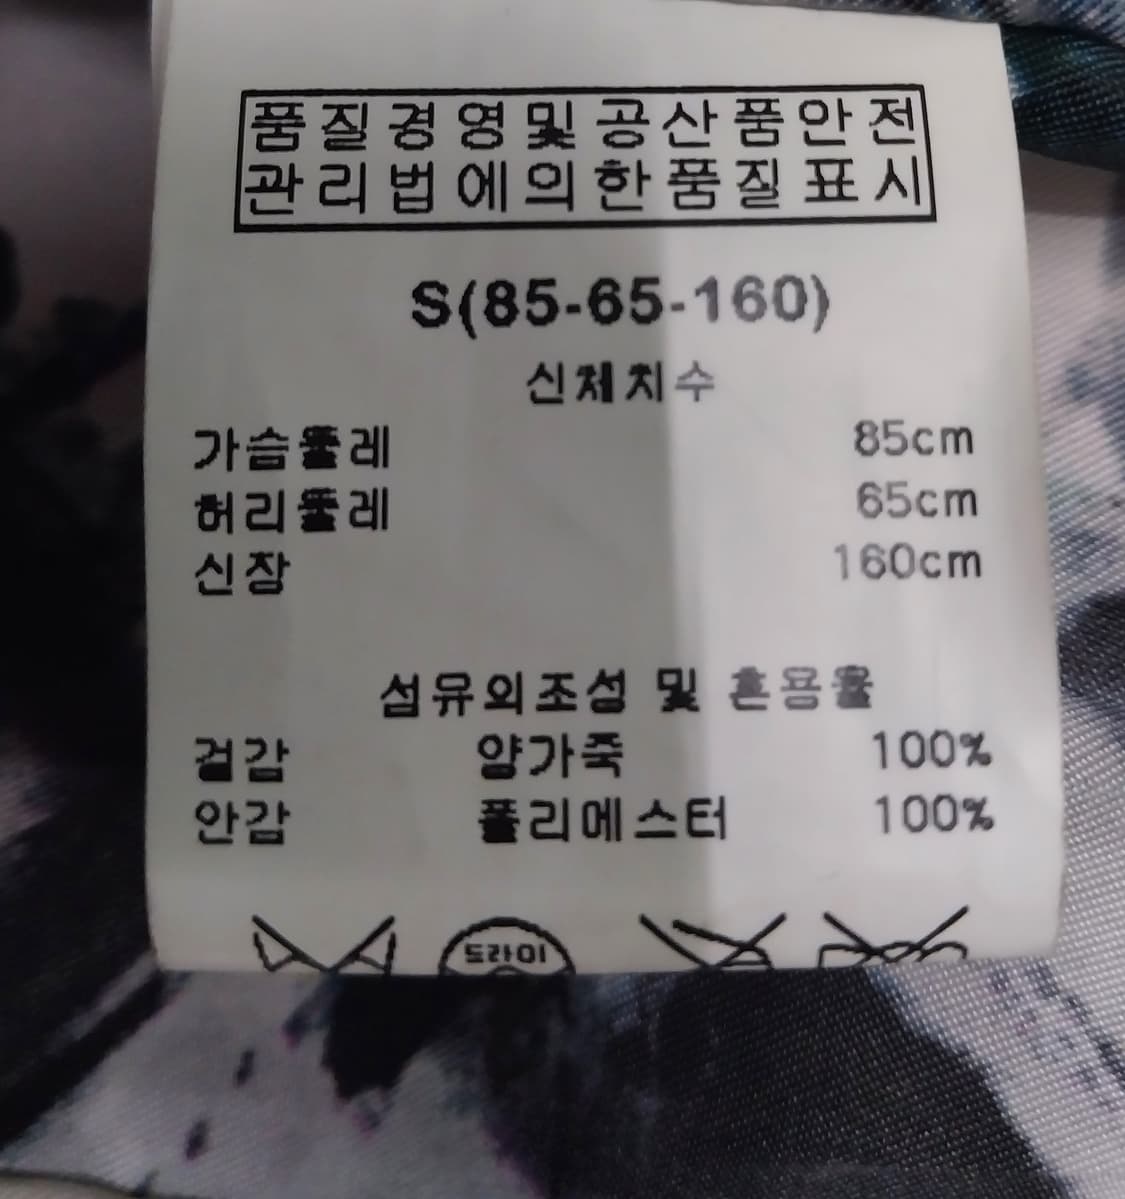 품질경영및공산품안전
관리법에의한품질표시
S(85-65-160)
신체치수
가슴둘레 85cm
허리둘레 65cm
신장 160cm
섬유의조성 및 혼용율
겉감 양가죽 100%
안감 폴리에스터 100%
드라이